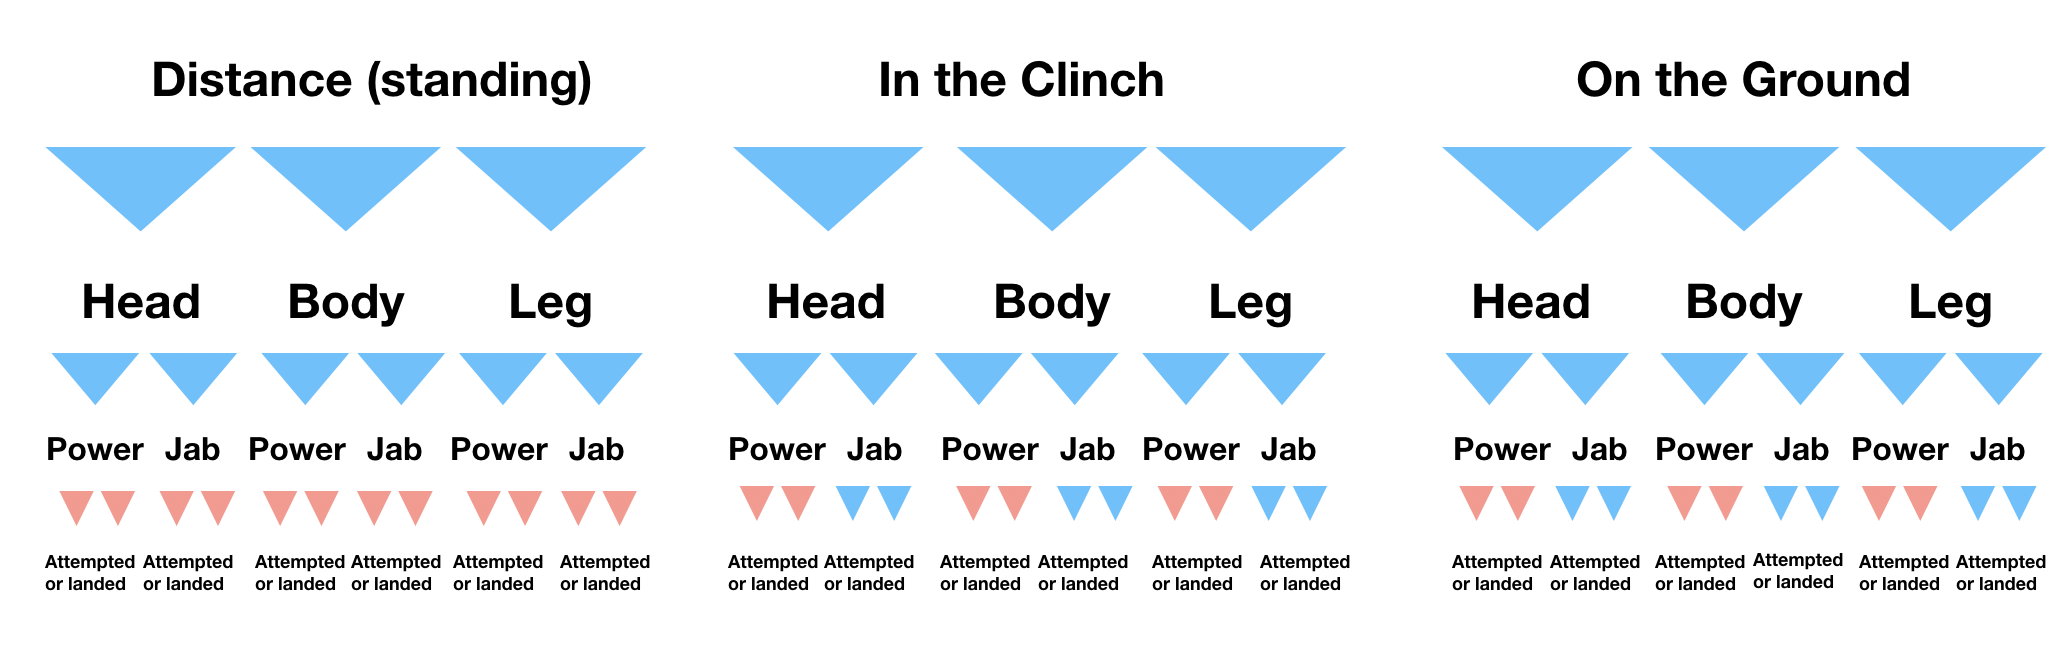 Distance (standing) In the Clinch On the Ground
Head Body Leg Head Body Leg Head Body Leg
Power Jab Power Jab Power Jab Power Jab Power Jab Power Jab Power Jab Power Jab Power Jab
Attempted Attempted Attempted Attempted Attempted Attempted Attempted Attempted Attempted Attempted Attempted Attempted Attempted Attempted Attempted Attempted Attempted Attempted
or landed or landed or landed or landed or landed or landed or landed or landed or landed or landed or landed or landed or landed or landed or landed or landed or landed or landed